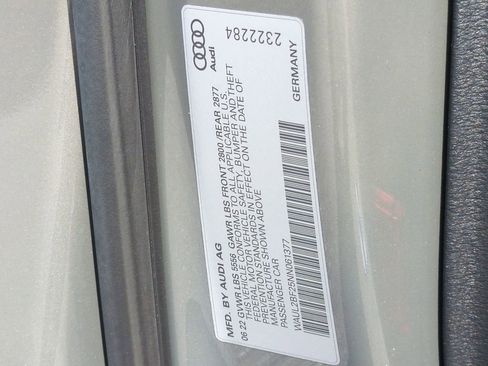 MFD. BY AUDI AG
06 22 GVWR LBS 5556 GAWR LBS FRONT 2800 / REAR 2877
VEHICLE CONFORMS TO ALL APPLICABLE U.S.
FEDERAL MOTOR VEHICLE SAFETY, BUMPER AND THEFT
PREVENTION STANDARDS IN EFFECT ON THE DATE OF
MANUFACTURE SHOWN ABOVE
PASSENGER CAR
WAUL2BF25NN061377
GERMANY
Audi
2322284